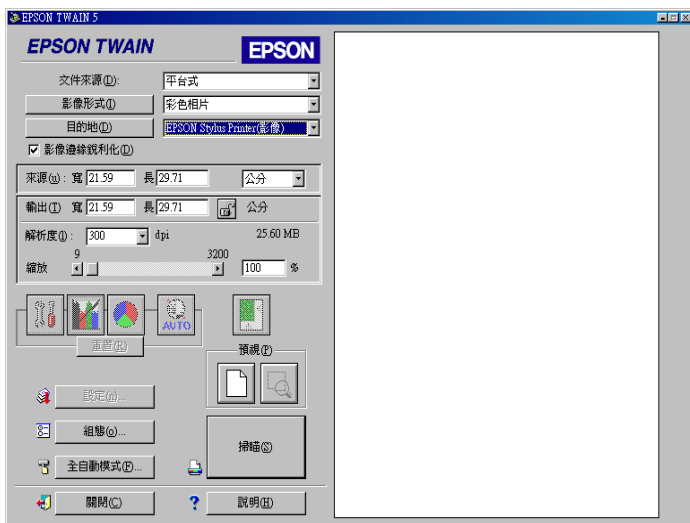 EPSON TWAIN 5
EPSON TWAIN
EPSON
文件來源(D): 平台式
影像形式(I) 彩色相片
目的地(D) EPSON Stylus Printer(影像)
影像邊緣銳利化(D)
來源(u): 寬 21.59 長 29.71 公分
輸出(T) 寬 21.59 長 29.71 公分
解析度(I): 300 dpi 25.60 MB
9 3200
縮放 100 %
AUTO
重置(R)
預視(P)
設定(n)...
組態(o)...
掃瞄(S)
全自動模式(F)...
關閉(C) ? 說明(H)